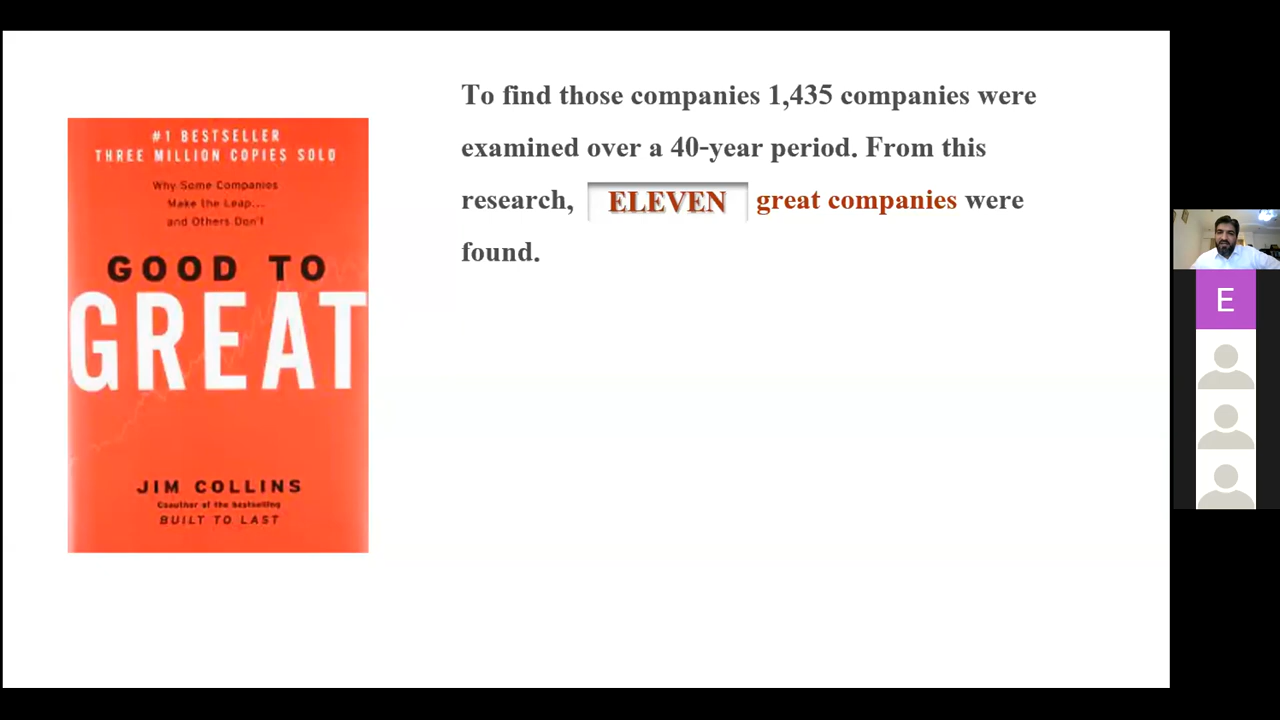 #1 BESTSELLER
THREE MILLION COPIES SOLD
Why Some Companies
Make the Leap...
and Others Don't
GOOD TO
GREAT
JIM COLLINS
Coauthor of the bestselling
BUILT TO LAST
To find those companies 1,435 companies were
examined over a 40-year period. From this
research, ELEVEN great companies were
found.
E